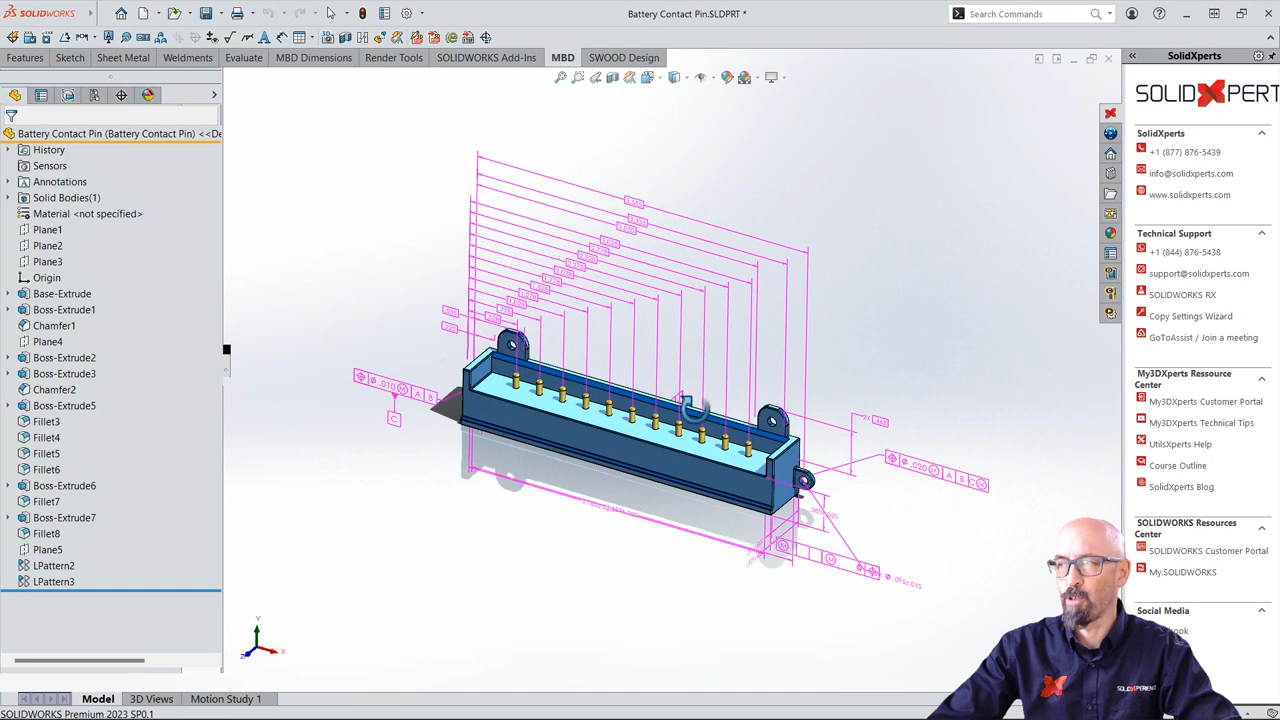 SOLIDWORKS
Battery Contact Pin.SLDPRT *
Search Commands
Features
Sketch
Sheet Metal
Weldments
Evaluate
MBD Dimensions
Render Tools
SOLIDWORKS Add-Ins
MBD
SWOOD Design
Battery Contact Pin (Battery Contact Pin) <<De
History
Sensors
Annotations
Solid Bodies(1)
Material <not specified>
Plane1
Plane2
Plane3
Origin
Base-Extrude
Boss-Extrude1
Chamfer1
Plane4
Boss-Extrude2
Boss-Extrude3
Chamfer2
Boss-Extrude5
Fillet3
Fillet4
Fillet5
Fillet6
Boss-Extrude6
Fillet7
Boss-Extrude7
Fillet8
Plane5
LPattern2
LPattern3
Ø .010 Ⓜ A B
C
Ø .020 Ⓜ A B C Ⓜ
Y
X
Z
Model
3D Views
Motion Study 1
SOLIDWORKS Premium 2023 SP0.1
SolidXperts
SOLIDXPERT
SolidXperts
+1 (877) 876-5439
info@solidxperts.com
www.solidxperts.com
Technical Support
+1 (844) 876-5438
support@solidxperts.com
SOLIDWORKS RX
Copy Settings Wizard
GoToAssist / Join a meeting
My3DXperts Resource
Center
My3DXperts Customer Portal
My3DXperts Technical Tips
UtilsXperts Help
Course Outline
SolidXperts Blog
SOLIDWORKS Resources
Center
SOLIDWORKS Customer Portal
My.SOLIDWORKS
Social Media